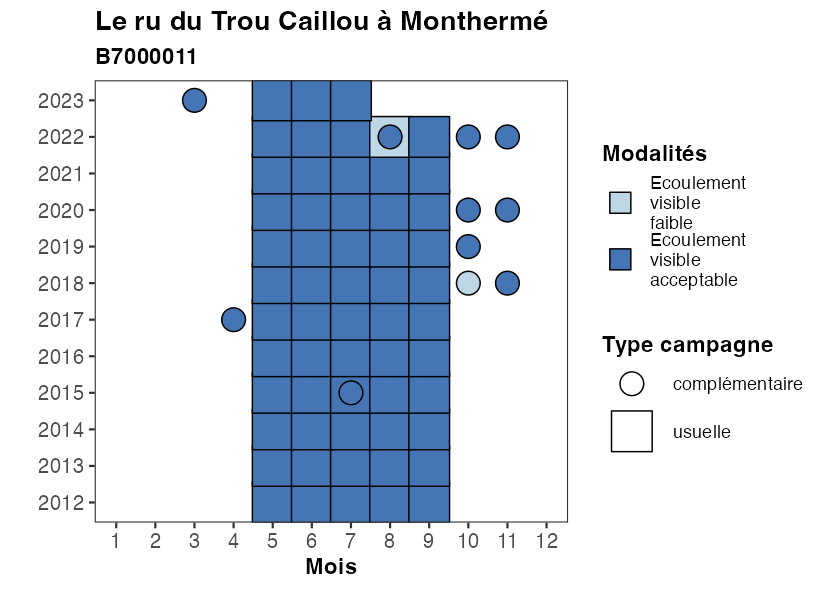 Le ru du Trou Caillou à Monthermé
B7000011
2023
2022
2021
2020
2019
2018
2017
2016
2015
2014
2013
2012
1 2 3 4 5 6 7 8 9 10 11 12
Mois
Modalités
Ecoulement
visible
faible
Ecoulement
visible
acceptable
Type campagne
complémentaire
usuelle